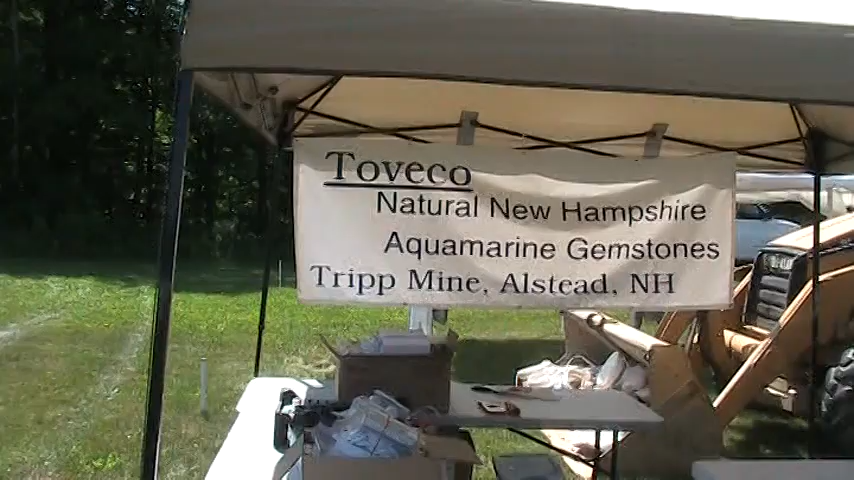 Toveco
Natural New Hampshire
Aquamarine Gemstones
Tripp Mine, Alstead, NH